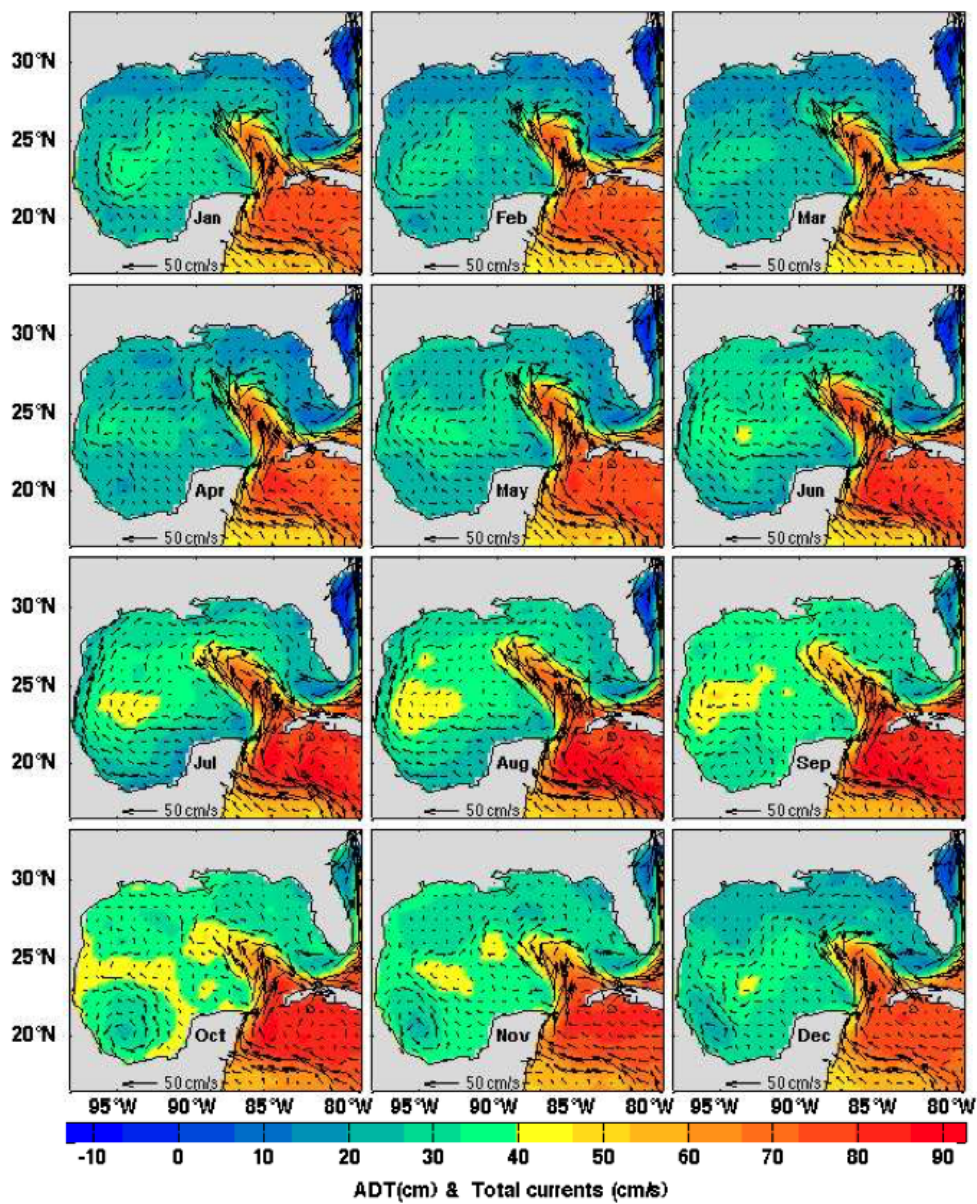 30°N
25°N
20°N
Jan
Feb
Mar
50 cm/s
50 cm/s
50 cm/s
30°N
25°N
20°N
Apr
May
Jun
50 cm/s
50 cm/s
50 cm/s
30°N
25°N
20°N
Jul
Aug
Sep
50 cm/s
50 cm/s
50 cm/s
30°N
25°N
20°N
Oct
Nov
Dec
50 cm/s
50 cm/s
50 cm/s
95°W 90°W 85°W 80°W 95°W 90°W 85°W 80°W 95°W 90°W 85°W 80°W
-10 0 10 20 30 40 50 60 70 80 90
ADT(cm) & Total currents (cm/s)